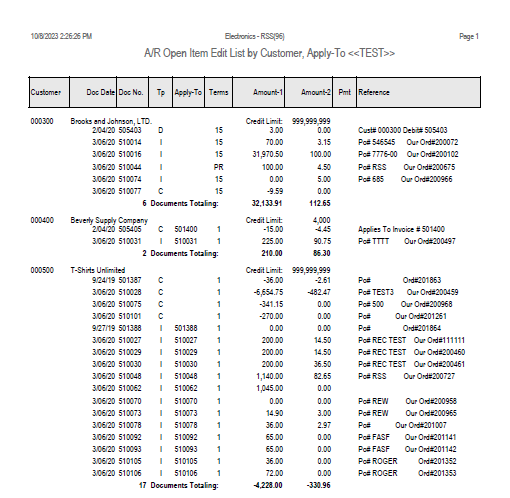 10/8/2023 2:26:26 PM Electronics - RSS(96) Page 1
A/R Open Item Edit List by Customer, Apply-To <<TEST>>
Customer Doc Date Doc No. Tp Apply-To Terms Amount-1 Amount-2 Pmt Reference
000300 Brooks and Johnson, LTD. Credit Limit: 999,999,999
2/04/20 505403 D 15 3.00 0.00 Cust# 000300 Debit# 505403
3/06/20 510014 I 15 70.00 3.15 Po# 546545 Our Ord#200072
3/06/20 510016 I 15 31,970.50 100.00 Po# 7776-00 Our Ord#200102
3/06/20 510044 I PR 100.00 4.50 Po# RSS Our Ord#200675
3/06/20 510074 I 15 0.00 5.00 Po# 685 Our Ord#200966
3/06/20 510077 C 15 -9.59 0.00
6 Documents Totaling: 32,133.91 112.65
000400 Beverly Supply Company Credit Limit: 4,000
2/04/20 505405 C 501400 1 -15.00 -4.45 Applies To Invoice # 501400
3/06/20 510031 I 510031 1 225.00 90.75 Po# TTTT Our Ord#200497
2 Documents Totaling: 210.00 86.30
000500 T-Shirts Unlimited Credit Limit: 999,999,999
9/24/19 501387 C 1 -36.00 -2.61 Po# Ord#201863
3/06/20 510028 C 1 -6,654.75 -482.47 Po# TEST3 Our Ord#200459
3/06/20 510075 C 1 -341.15 0.00 Po# 500 Our Ord#200968
3/06/20 510101 C 1 -270.00 0.00 Po# Our Ord#201261
9/27/19 501388 I 501388 1 0.00 0.00 Po# Ord#201864
3/06/20 510027 I 510027 1 200.00 14.50 Po# REC TEST Our Ord#111111
3/06/20 510029 I 510029 1 200.00 14.50 Po# REC TEST Our Ord#200460
3/06/20 510030 I 510030 1 200.00 36.50 Po# REC TEST Our Ord#200461
3/06/20 510048 I 510048 1 1,140.00 82.65 Po# RSS Our Ord#200727
3/06/20 510062 I 510062 1 1,045.00 0.00
3/06/20 510070 I 510070 1 0.00 0.00 Po# REW Our Ord#200958
3/06/20 510073 I 510073 1 14.90 3.00 Po# REW Our Ord#200965
3/06/20 510078 I 510078 1 36.00 2.97 Po# Our Ord#201007
3/06/20 510092 I 510092 1 65.00 0.00 Po# FASF Our Ord#201141
3/06/20 510093 I 510093 1 65.00 0.00 Po# FASF Our Ord#201142
3/06/20 510105 I 510105 1 36.00 0.00 Po# ROGER Ord#201352
3/06/20 510106 I 510106 1 72.00 0.00 Po# ROGER Ord#201353
17 Documents Totaling: -4,228.00 -330.96